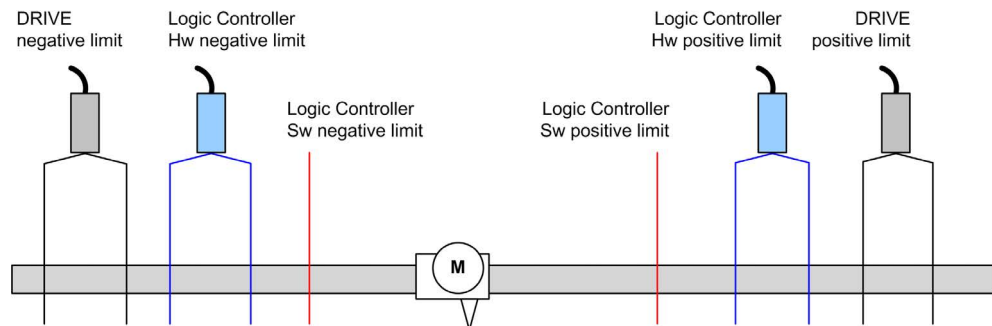 DRIVE
negative limit
Logic Controller
Hw negative limit
Logic Controller
Sw negative limit
Logic Controller
Sw positive limit
Logic Controller
Hw positive limit
DRIVE
positive limit
M